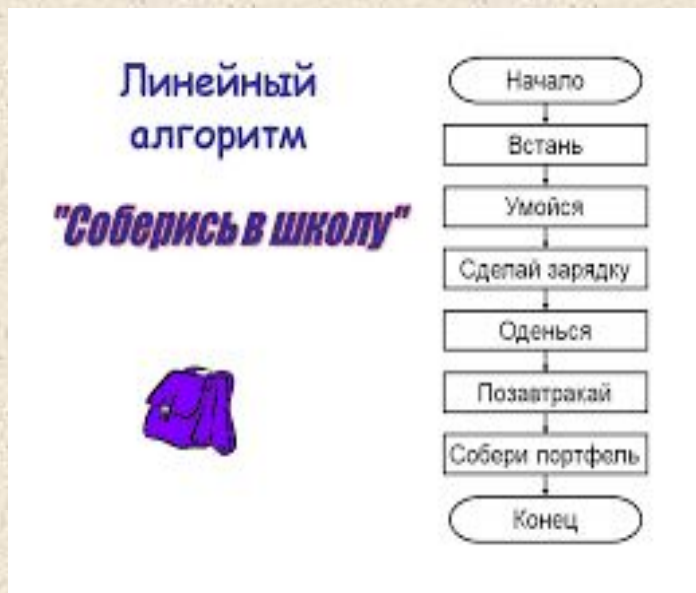 Линейный
алгоритм
"Соберись в школу"
Начало
Встань
Умойся
Сделай зарядку
Оденься
Позавтракай
Собери портфель
Конец